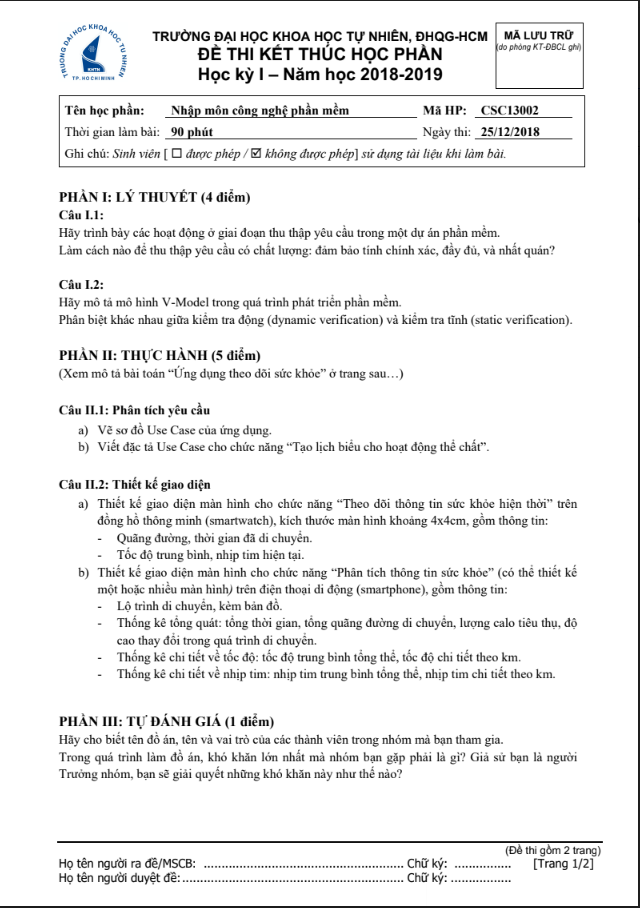 TRƯỜNG ĐẠI HỌC KHOA HỌC TỰ NHIÊN
KHTN
TP. HO CHI MINH
TRƯỜNG ĐẠI HỌC KHOA HỌC TỰ NHIÊN, ĐHQG-HCM
ĐỀ THI KẾT THÚC HỌC PHẦN
Học kỳ I – Năm học 2018-2019
MÃ LƯU TRỮ
(do phòng KT-ĐBCL ghi)
Tên học phần: Nhập môn công nghệ phần mềm Mã HP: CSC13002
Thời gian làm bài: 90 phút Ngày thi: 25/12/2018
Ghi chú: Sinh viên [ ☐ được phép / ☑ không được phép] sử dụng tài liệu khi làm bài.
PHẦN I: LÝ THUYẾT (4 điểm)
Câu I.1:
Hãy trình bày các hoạt động ở giai đoạn thu thập yêu cầu trong một dự án phần mềm.
Làm cách nào để thu thập yêu cầu có chất lượng: đảm bảo tính chính xác, đầy đủ, và nhất quán?
Câu I.2:
Hãy mô tả mô hình V-Model trong quá trình phát triển phần mềm.
Phân biệt khác nhau giữa kiểm tra động (dynamic verification) và kiểm tra tĩnh (static verification).
PHẦN II: THỰC HÀNH (5 điểm)
(Xem mô tả bài toán “Ứng dụng theo dõi sức khỏe” ở trang sau…)
Câu II.1: Phân tích yêu cầu
a) Vẽ sơ đồ Use Case của ứng dụng.
b) Viết đặc tả Use Case cho chức năng “Tạo lịch biểu cho hoạt động thể chất”.
Câu II.2: Thiết kế giao diện
a) Thiết kế giao diện màn hình cho chức năng “Theo dõi thông tin sức khỏe hiện thời” trên
đồng hồ thông minh (smartwatch), kích thước màn hình khoảng 4x4cm, gồm thông tin:
- Quãng đường, thời gian đã di chuyển.
- Tốc độ trung bình, nhịp tim hiện tại.
b) Thiết kế giao diện màn hình cho chức năng “Phân tích thông tin sức khỏe” (có thể thiết kế
một hoặc nhiều màn hình) trên điện thoại di động (smartphone), gồm thông tin:
- Lộ trình di chuyển, kèm bản đồ.
- Thống kê tổng quát: tổng thời gian, tổng quãng đường di chuyển, lượng calo tiêu thụ, độ
cao thay đổi trong quá trình di chuyển.
- Thống kê chi tiết về tốc độ: tốc độ trung bình tổng thể, tốc độ chi tiết theo km.
- Thống kê chi tiết về nhịp tim: nhịp tim trung bình tổng thể, nhịp tim chi tiết theo km.
PHẦN III: TỰ ĐÁNH GIÁ (1 điểm)
Hãy cho biết tên đồ án, tên và vai trò của các thành viên trong nhóm mà bạn tham gia.
Trong quá trình làm đồ án, khó khăn lớn nhất mà nhóm bạn gặp phải là gì? Giả sử bạn là người
Trưởng nhóm, bạn sẽ giải quyết những khó khăn này như thế nào?
(Đề thi gồm 2 trang)
Họ tên người ra đề/MSCB: ........................................................ Chữ ký: ................ [Trang 1/2]
Họ tên người duyệt đề: .............................................................. Chữ ký: .................